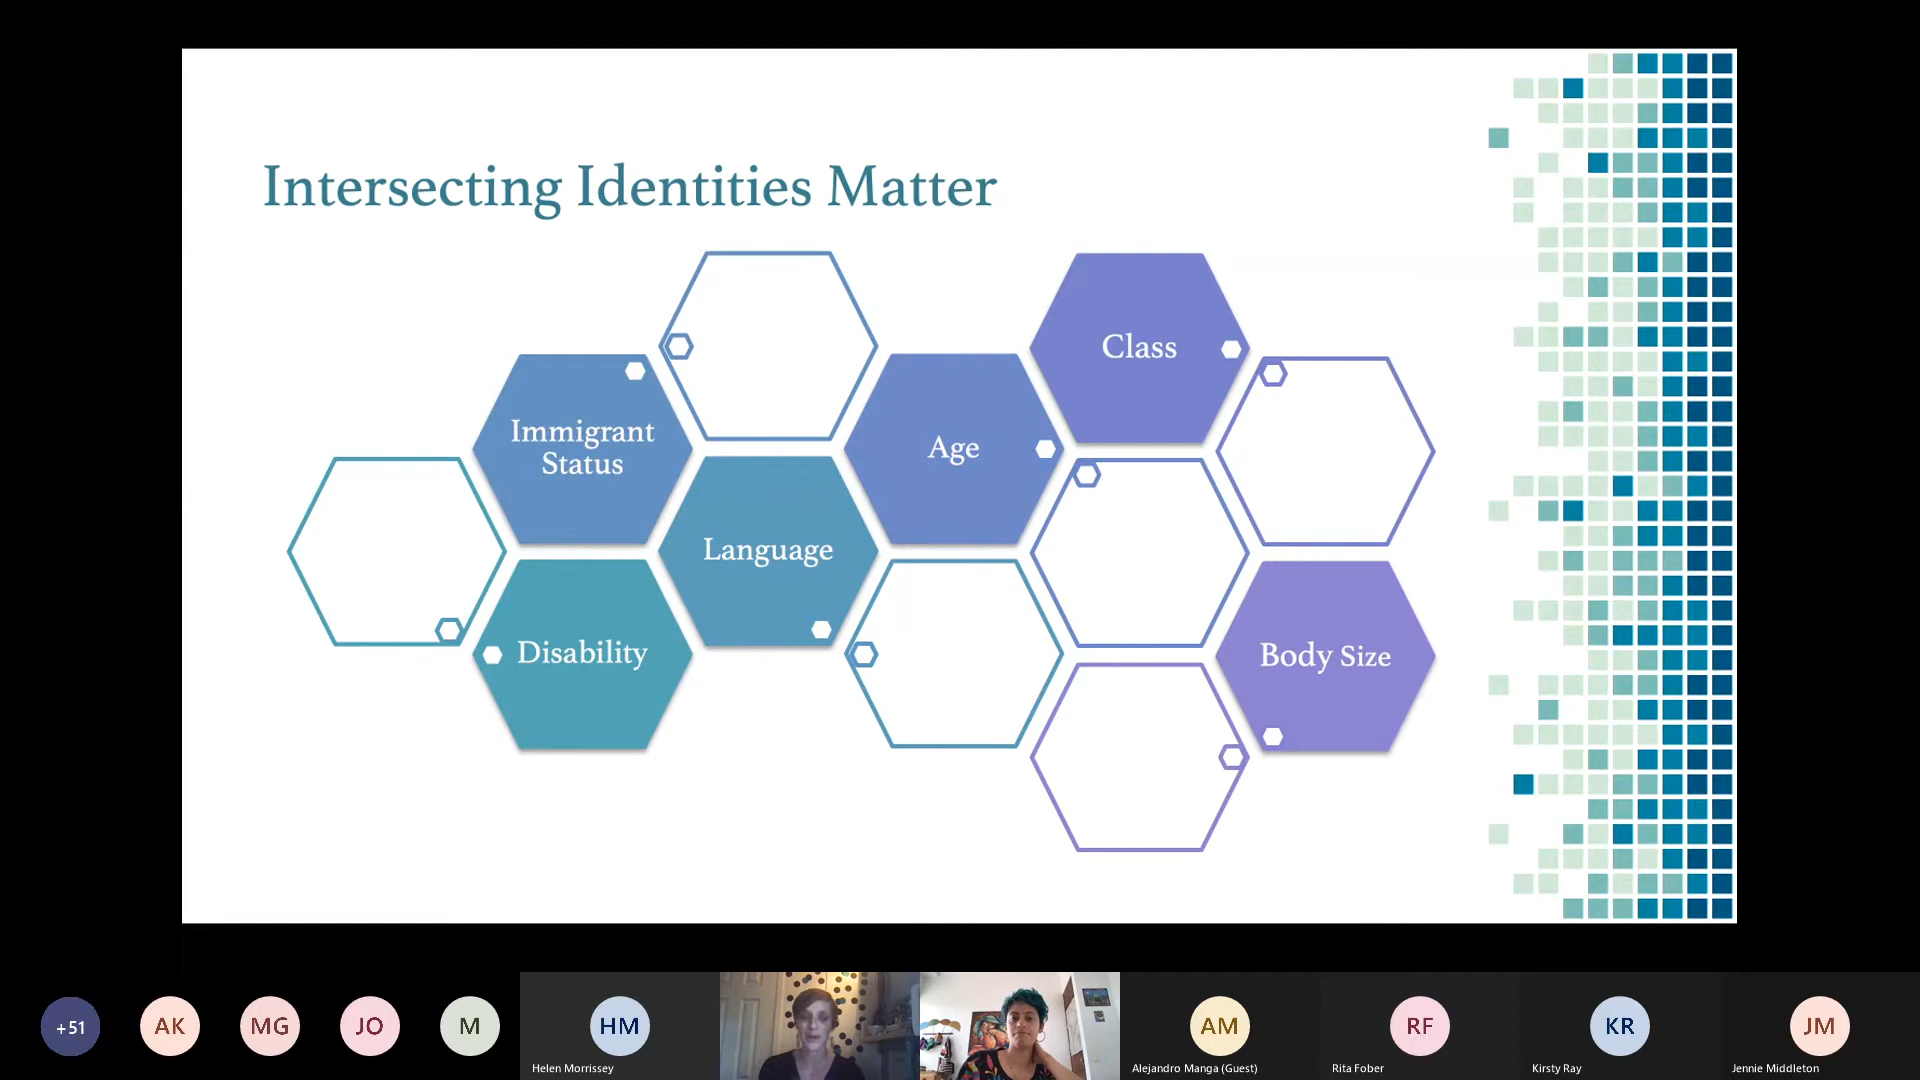 Intersecting Identities Matter
Class
Immigrant
Status
Age
Language
Disability
Body Size
+51
AK
MG
JO
M
HM
Helen Morrissey
AM
Alejandro Manga (Guest)
RF
Rita Fober
KR
Kirsty Ray
JM
Jennie Middleton